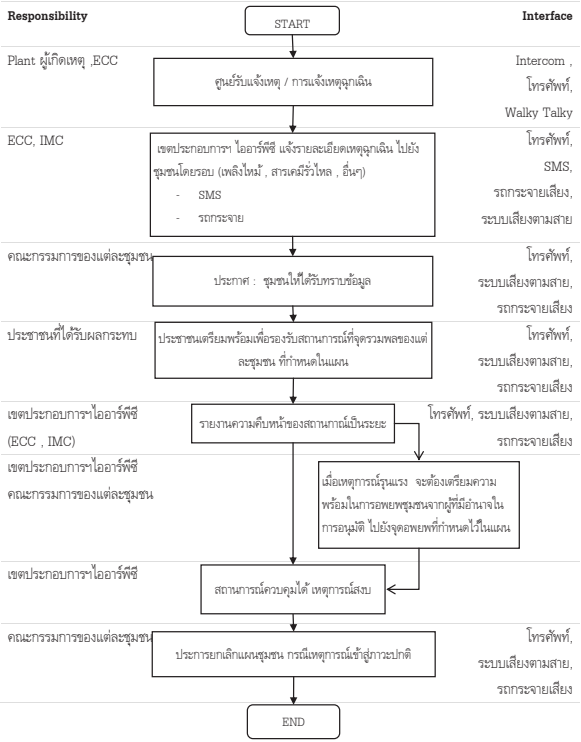 Responsibility START Interface
Plant ผู้เกิดเหตุ ,ECC
ศูนย์รับแจ้งเหตุ / การแจ้งเหตุฉุกเฉิน
Intercom ,
โทรศัพท์,
Walky Talky
ECC, IMC
เขตประกอบการฯ ไออาร์พีซี แจ้งรายละเอียดเหตุฉุกเฉิน ไปยัง
ชุมชนโดยรอบ (เพลิงไหม้ , สารเคมีรั่วไหล , อื่นๆ)
- SMS
- รถกระจาย
โทรศัพท์,
SMS,
รถกระจายเสียง,
ระบบเสียงตามสาย
คณะกรรมการของแต่ละชุมชน
ประกาศ : ชุมชนให้ได้รับทราบข้อมูล
โทรศัพท์,
ระบบเสียงตามสาย,
รถกระจายเสียง
ประชาชนที่ได้รับผลกระทบ
ประชาชนเตรียมพร้อมเพื่อรองรับสถานการณ์ที่จุดรวมพลของแต่
ละชุมชน ที่กำหนดในแผน
โทรศัพท์,
ระบบเสียงตามสาย,
รถกระจายเสียง
เขตประกอบการฯไออาร์พีซี
(ECC , IMC)
รายงานความคืบหน้าของสถานกาณ์เป็นระยะ
โทรศัพท์, ระบบเสียงตามสาย,
รถกระจายเสียง
เขตประกอบการฯไออาร์พีซี
คณะกรรมการของแต่ละชุมชน
เมื่อเหตุการณ์รุนแรง จะต้องเตรียมความ
พร้อมในการอพยพชุมชนจากผู้ที่มีอำนาจใน
การอนุมัติ ไปยังจุดอพยพที่กำหนดไว้ในแผน
เขตประกอบการฯไออาร์พีซี
สถานการณ์ควบคุมได้ เหตุการณ์สงบ
คณะกรรมการของแต่ละชุมชน
ประการยกเลิกแผนชุมชน กรณีเหตุการณ์เข้าสู่ภาวะปกติ
โทรศัพท์,
ระบบเสียงตามสาย,
รถกระจายเสียง
END